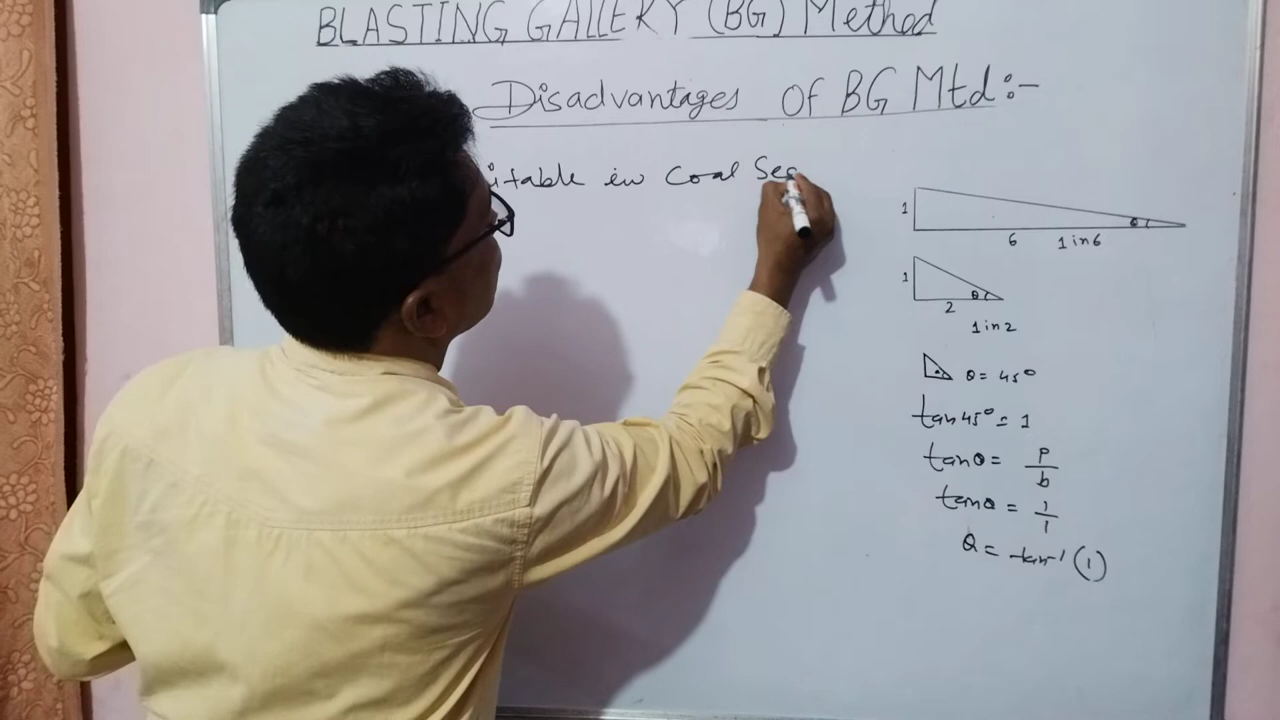 BLASTING GALLERY (BG) Method
Disadvantages Of BG Mtd:-
itable in Coal Sea
1
6
1 in 6
θ
1
2
θ
1 in 2
θ = 45°
tan45° = 1
tanθ = P/b
tanθ = 1/1
θ = tan⁻¹ (1)